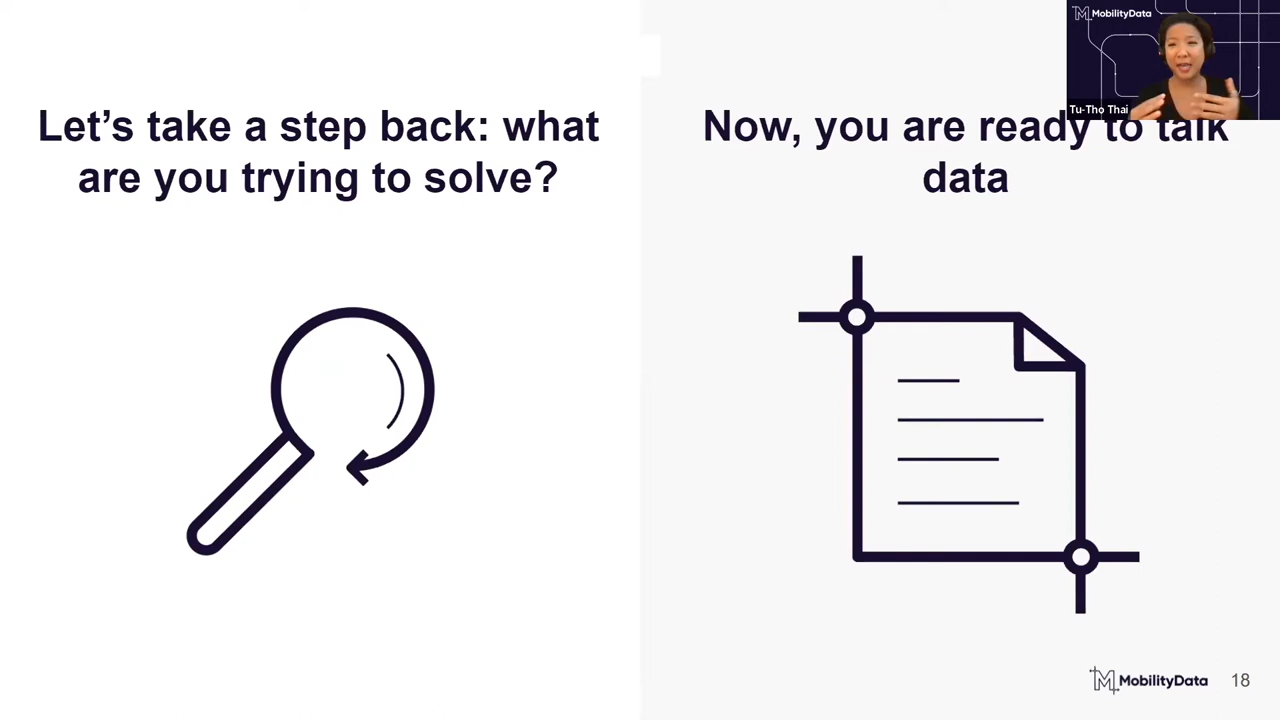 MobilityData
Tu-Tho Thai
Let’s take a step back: what
are you trying to solve?
Now, you are ready to talk
data
MobilityData
18